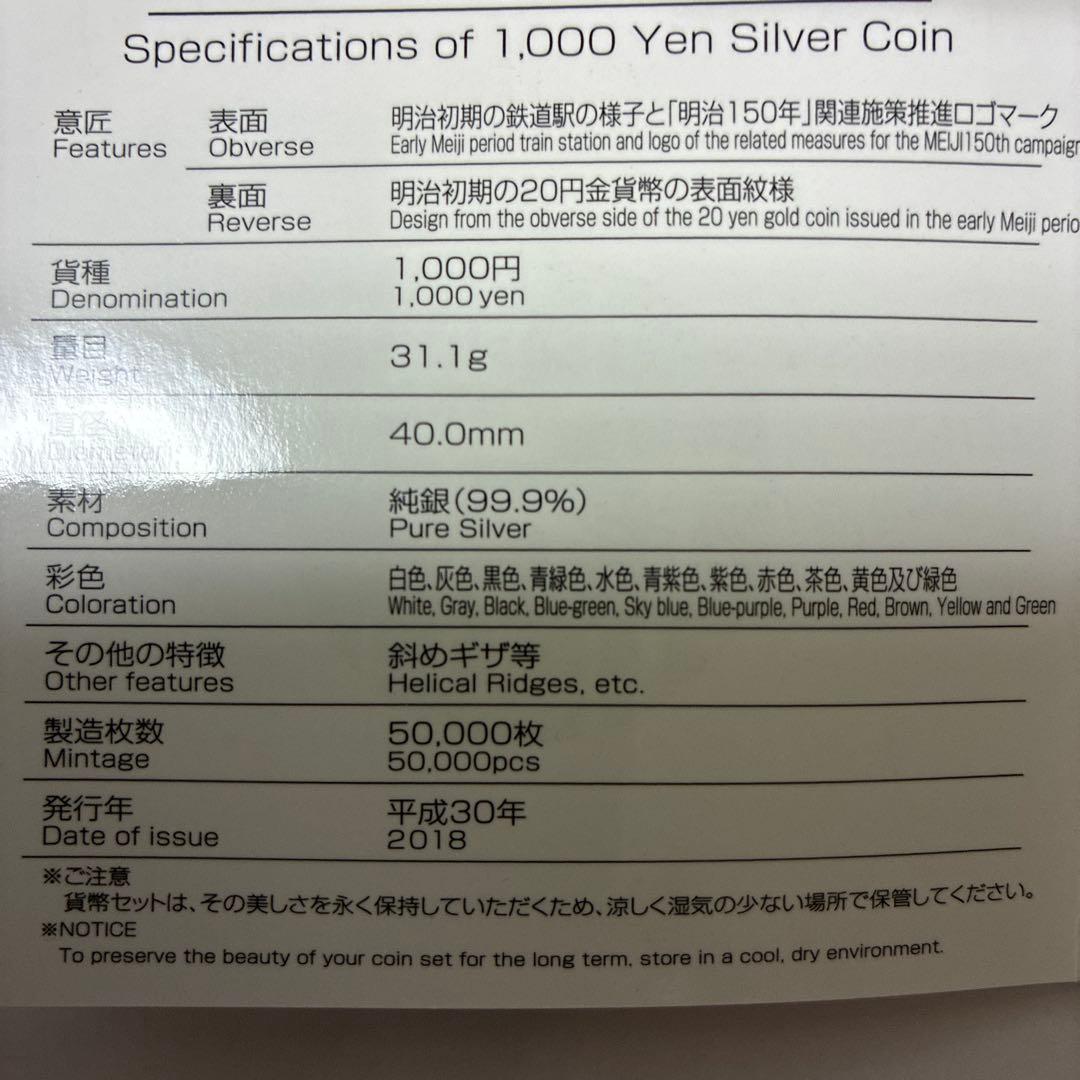 Specifications of 1,000 Yen Silver Coin
意匠
Features
表面
Obverse
明治初期の鉄道駅の様子と「明治150年」関連施策推進ロゴマーク
Early Meiji period train station and logo of the related measures for the MEIJI150th campaign
裏面
Reverse
明治初期の20円金貨幣の表面紋様
Design from the obverse side of the 20 yen gold coin issued in the early Meiji perio
貨種
Denomination
1,000円
1,000yen
量目
Weight
31.1g
直径
Diameter
40.0mm
素材
Composition
純銀(99.9%)
Pure Silver
彩色
Coloration
白色、灰色、黒色、青緑色、水色、青紫色、紫色、赤色、茶色、黄色及び緑色
White, Gray, Black, Blue-green, Sky blue, Blue-purple, Purple, Red, Brown, Yellow and Green
その他の特徴
Other features
斜めギザ等
Helical Ridges, etc.
製造枚数
Mintage
50,000枚
50,000pcs
発行年
Date of issue
平成30年
2018
※ご注意
貨幣セットは、その美しさを永く保持していただくため、涼しく湿気の少ない場所で保管してください。
※NOTICE
To preserve the beauty of your coin set for the long term, store in a cool, dry environment.